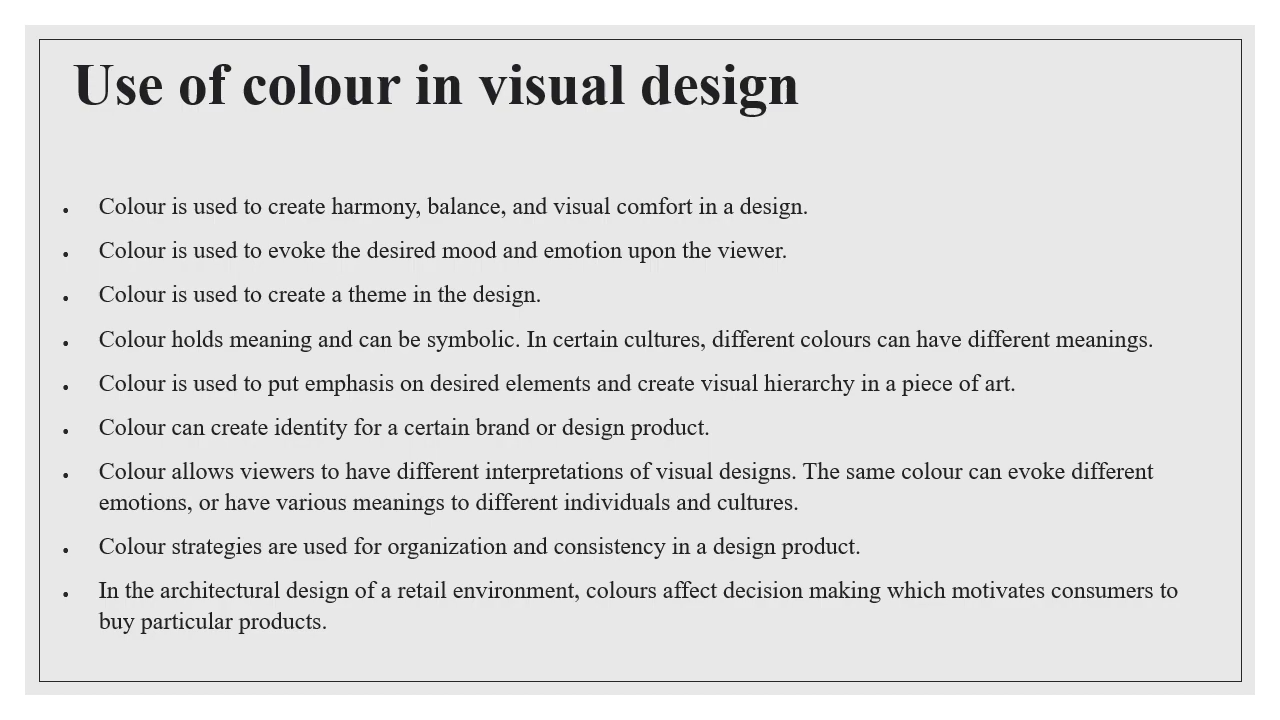 Use of colour in visual design
• Colour is used to create harmony, balance, and visual comfort in a design.
• Colour is used to evoke the desired mood and emotion upon the viewer.
• Colour is used to create a theme in the design.
• Colour holds meaning and can be symbolic. In certain cultures, different colours can have different meanings.
• Colour is used to put emphasis on desired elements and create visual hierarchy in a piece of art.
• Colour can create identity for a certain brand or design product.
• Colour allows viewers to have different interpretations of visual designs. The same colour can evoke different
emotions, or have various meanings to different individuals and cultures.
• Colour strategies are used for organization and consistency in a design product.
• In the architectural design of a retail environment, colours affect decision making which motivates consumers to
buy particular products.